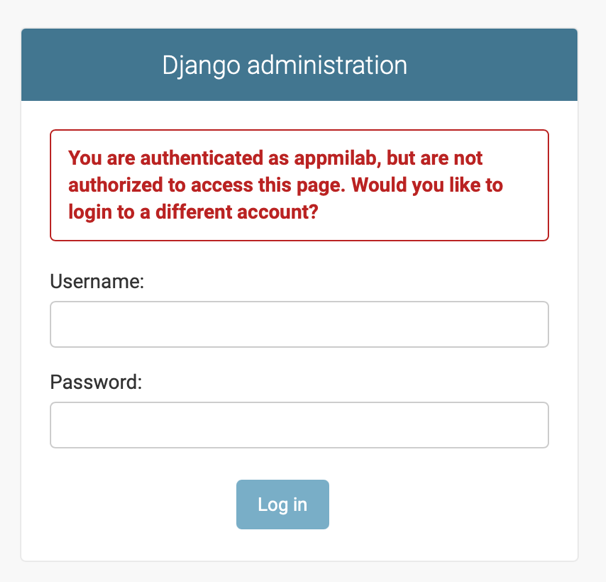 Django administration
You are authenticated as appmilab, but are not
authorized to access this page. Would you like to
login to a different account?
Username:
Password:
Log in